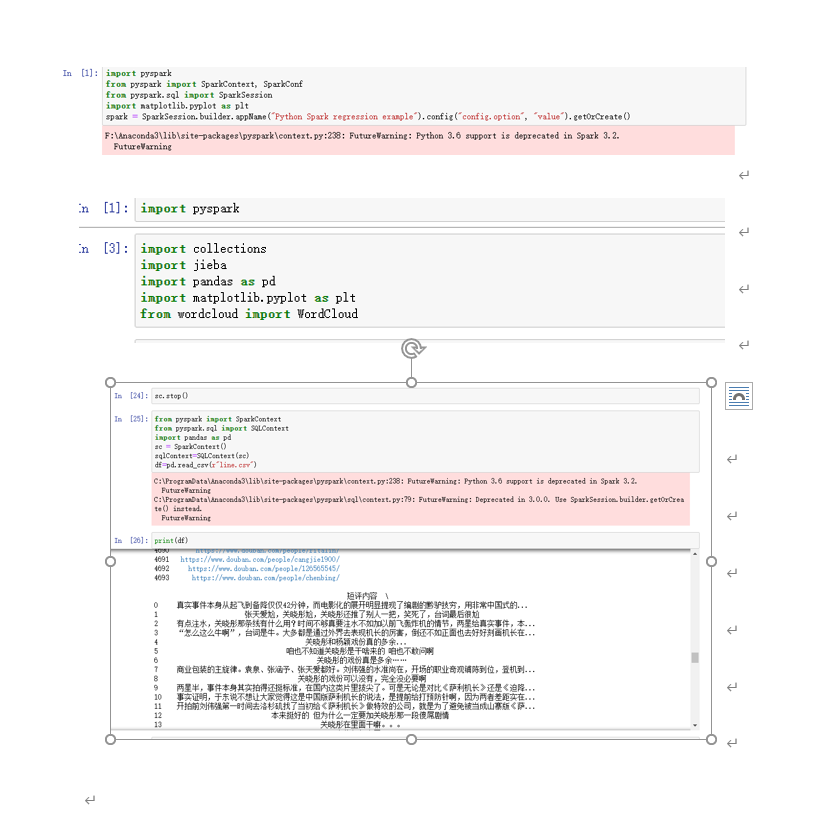 In [1]: import pyspark
from pyspark import SparkContext, SparkConf
from pyspark.sql import SparkSession
import matplotlib.pyplot as plt
spark = SparkSession.builder.appName("Python Spark regression example").config("config.option", "value").getOrCreate()
F:\Anaconda3\lib\site-packages\pyspark\context.py:238: FutureWarning: Python 3.6 support is deprecated in Spark 3.2.
FutureWarning
In [1]: import pyspark
In [3]: import collections
import jieba
import pandas as pd
import matplotlib.pyplot as plt
from wordcloud import WordCloud
In [24]: sc.stop()
In [25]: from pyspark import SparkContext
from pyspark.sql import SQLContext
import pandas as pd
sc = SparkContext()
sqlContext=SQLContext(sc)
df=pd.read_csv(r"line.csv")
C:\ProgramData\Anaconda3\lib\site-packages\pyspark\context.py:238: FutureWarning: Python 3.6 support is deprecated in Spark 3.2.
FutureWarning
C:\ProgramData\Anaconda3\lib\site-packages\pyspark\sql\context.py:79: FutureWarning: Deprecated in 3.0.0. Use SparkSession.builder.getOrCrea
te() instead.
FutureWarning
In [26]: print(df)
4691 https://www.douban.com/people/cangjie1900/
4692 https://www.douban.com/people/126565545/
4693 https://www.douban.com/people/chenbing/
短评内容 \
0 真实事件本身从起飞到备降仅仅42分钟，而电影化的展开明显提现了编剧的黔驴技穷，用非常中国式的...
1 张天爱尬，关晓彤尬，关晓彤还推了别人一把，笑死了，台词最后很尬
2 有点注水，关晓彤那条线有什么用？时间不够真要注水不如加以前飞轰炸机的情节，两星给真实事件，本...
3 “怎么这么牛啊”，台词是牛。大多都是通过外界去表现机长的厉害，倒还不如正面也去好好刻画机长在...
4 关晓彤和杨颖戏份真的多余...
5 咱也不知道关晓彤是干啥来的 咱也不敢问啊
6 关晓彤的戏份真是多余……
7 商业包装的主旋律。袁泉、张涵予、张天爱都好。刘伟强的水准尚在，开场的职业奇观铺陈到位，登机到...
8 关晓彤的戏份可以没有，完全没必要啊
9 两星半，事件本身其实拍得还挺标准，在国内这类片里拔尖了。可是无论是对比《萨利机长》还是《迫降...
10 事实证明，于东说不想让大家觉得这是中国版萨利机长的说法，是提前给打预防针啊，因为两者差距实在...
11 开拍前刘伟强第一时间去洛杉矶找了当初给《萨利机长》做特效的公司，就是为了避免被当成山寨版《萨...
12 本来挺好的 但为什么一定要加关晓彤那一段傻屌剧情
13 关晓彤在里面干嘛。。。